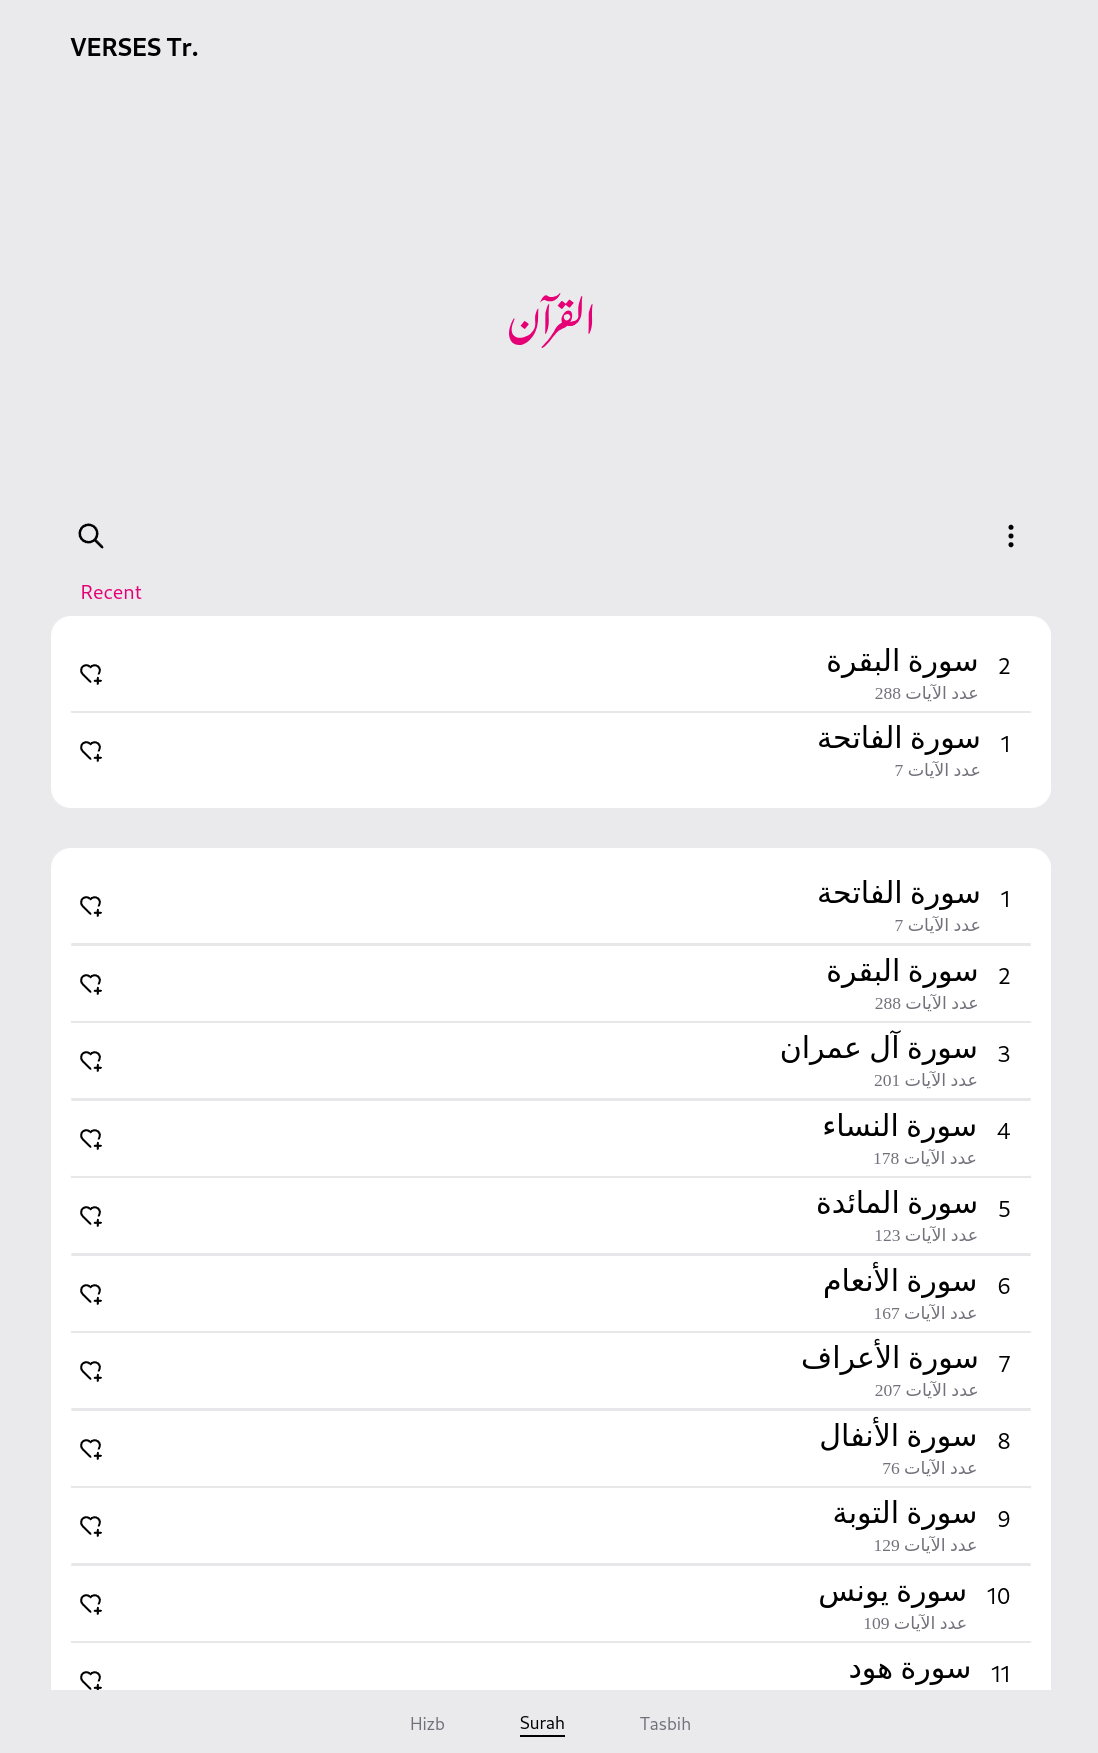 VERSES Tr.
القرآن
Recent
2 سورة البقرة
عدد الآيات 288
1 سورة الفاتحة
عدد الآيات 7
1 سورة الفاتحة
عدد الآيات 7
2 سورة البقرة
عدد الآيات 288
3 سورة آل عمران
عدد الآيات 201
4 سورة النساء
عدد الآيات 178
5 سورة المائدة
عدد الآيات 123
6 سورة الأنعام
عدد الآيات 167
7 سورة الأعراف
عدد الآيات 207
8 سورة الأنفال
عدد الآيات 76
9 سورة التوبة
عدد الآيات 129
10 سورة يونس
عدد الآيات 109
11 سورة هود
Hizb Surah Tasbih